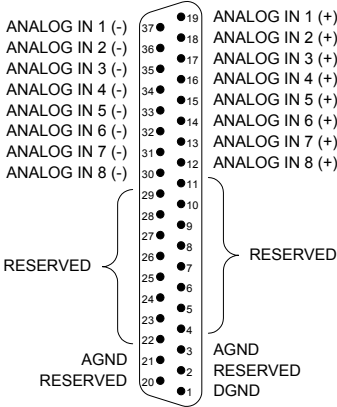 ANALOG IN 1 (-) 37 19 ANALOG IN 1 (+)
ANALOG IN 2 (-) 36 18 ANALOG IN 2 (+)
ANALOG IN 3 (-) 35 17 ANALOG IN 3 (+)
ANALOG IN 4 (-) 34 16 ANALOG IN 4 (+)
ANALOG IN 5 (-) 33 15 ANALOG IN 5 (+)
ANALOG IN 6 (-) 32 14 ANALOG IN 6 (+)
ANALOG IN 7 (-) 31 13 ANALOG IN 7 (+)
ANALOG IN 8 (-) 30 12 ANALOG IN 8 (+)
29 11
28 10
27 9
26 8
RESERVED 25 7 RESERVED
24 6
23 5
22 4
AGND 21 3 AGND
RESERVED 20 2 RESERVED
1 DGND